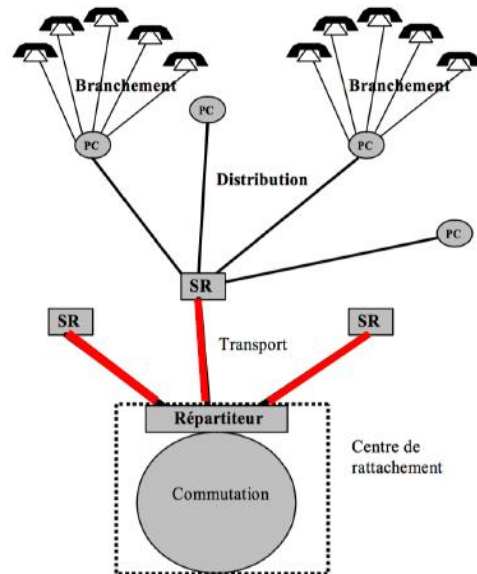 Branchement
Branchement
PC
PC
PC
Distribution
PC
SR
SR
Transport
SR
Répartiteur
Centre de
rattachement
Commutation